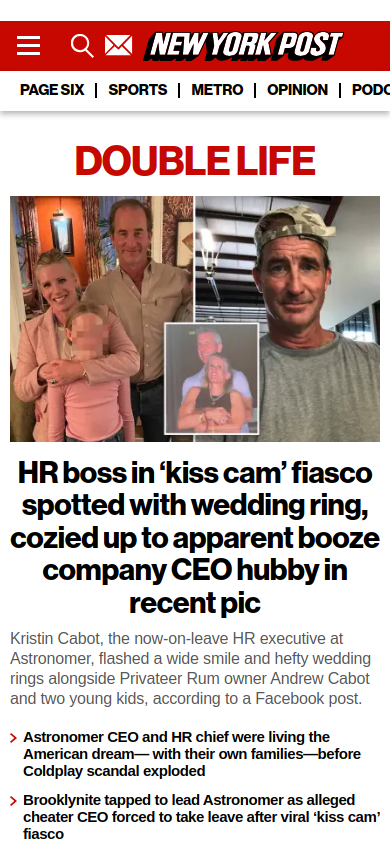 NEW YORK POST
PAGE SIX | SPORTS | METRO | OPINION | PODC
DOUBLE LIFE
HR boss in ‘kiss cam’ fiasco
spotted with wedding ring,
cozied up to apparent booze
company CEO hubby in
recent pic
Kristin Cabot, the now-on-leave HR executive at
Astronomer, flashed a wide smile and hefty wedding
rings alongside Privateer Rum owner Andrew Cabot
and two young kids, according to a Facebook post.
Astronomer CEO and HR chief were living the
American dream— with their own families—before
Coldplay scandal exploded
Brooklynite tapped to lead Astronomer as alleged
cheater CEO forced to take leave after viral ‘kiss cam’
fiasco